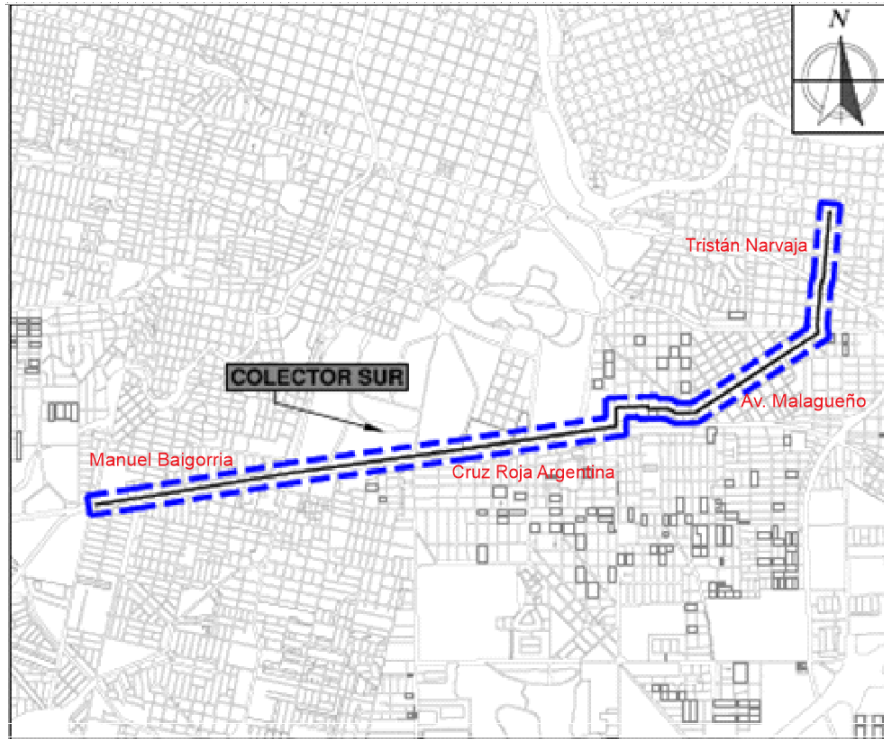 N
Tristán Narvaja
COLECTOR SUR
Av. Malagueño
Manuel Baigorria
Cruz Roja Argentina